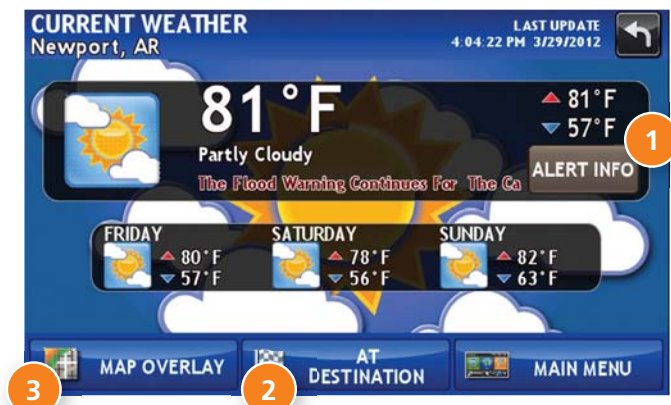 CURRENT WEATHER
Newport, AR
LAST UPDATE
4:04:22 PM 3/29/2012
81°F
Partly Cloudy
The Flood Warning Continues For The Ca
81°F
57°F
1
ALERT INFO
FRIDAY
80°F
57°F
SATURDAY
78°F
56°F
SUNDAY
82°F
63°F
MAP OVERLAY
AT
DESTINATION
MAIN MENU
3
2